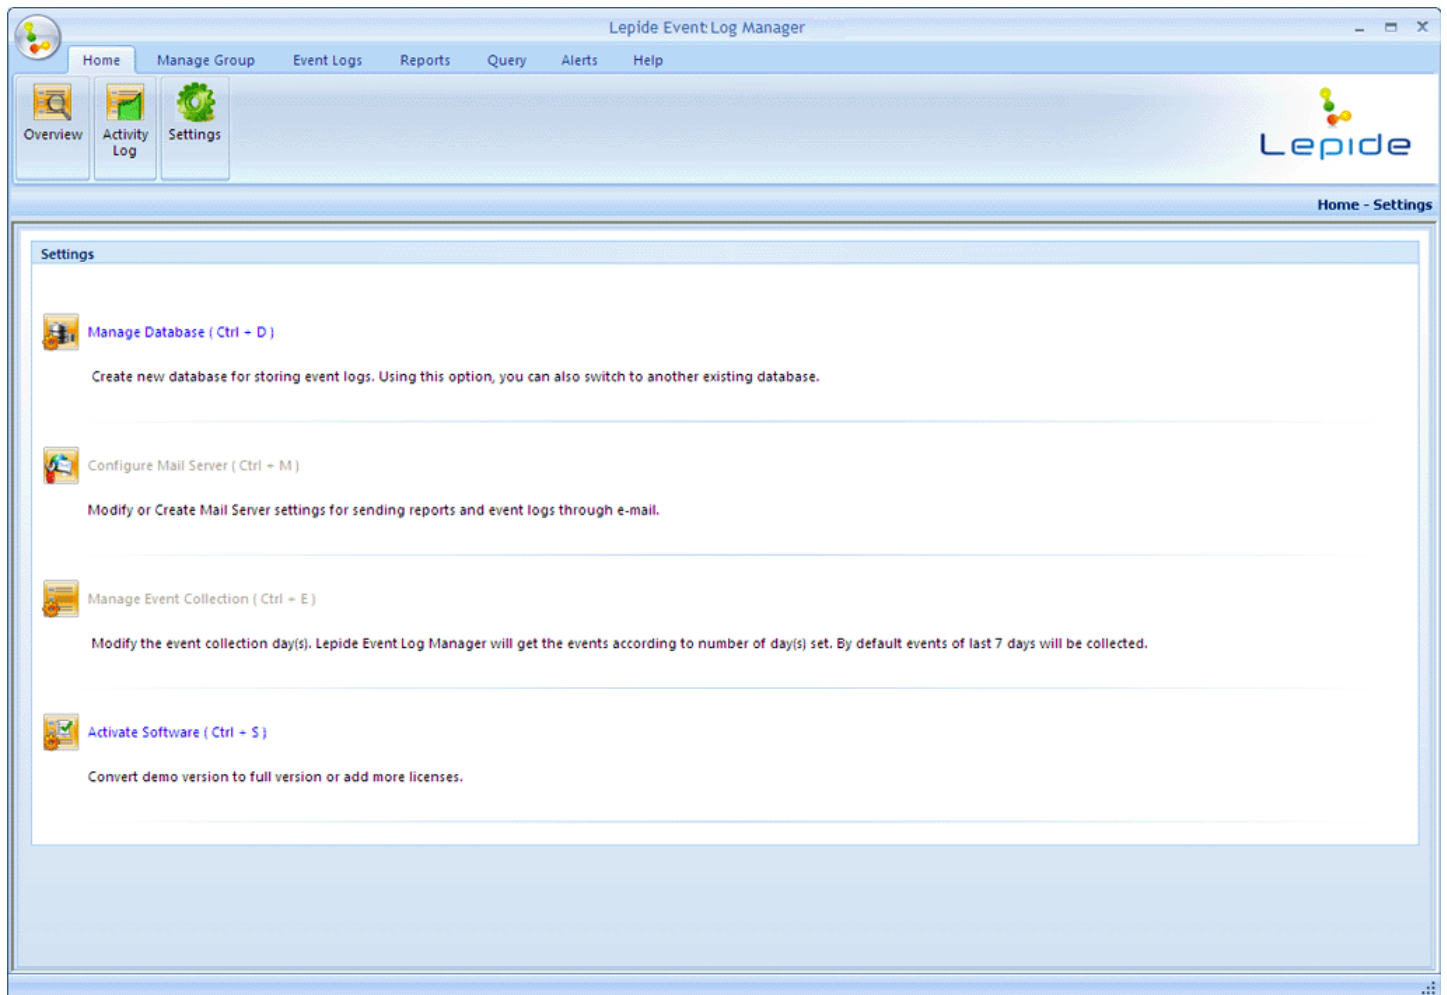 Lepide Event Log Manager
Home Manage Group Event Logs Reports Query Alerts Help
Overview Activity Log Settings
Lepide
Home - Settings
Settings
Manage Database ( Ctrl + D )
Create new database for storing event logs. Using this option, you can also switch to another existing database.
Configure Mail Server ( Ctrl + M )
Modify or Create Mail Server settings for sending reports and event logs through e-mail.
Manage Event Collection ( Ctrl + E )
Modify the event collection day(s). Lepide Event Log Manager will get the events according to number of day(s) set. By default events of last 7 days will be collected.
Activate Software ( Ctrl + S )
Convert demo version to full version or add more licenses.